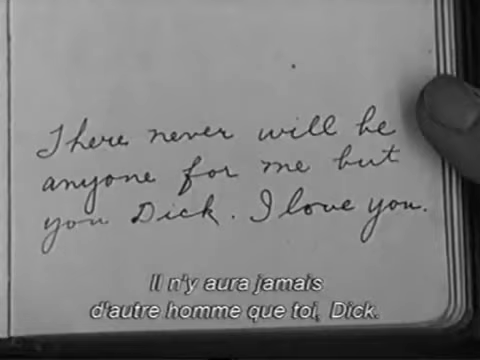 There never will be
anyone for me but
you Dick. I love you.
Il n'y aura jamais
d'autre homme que toi, Dick.